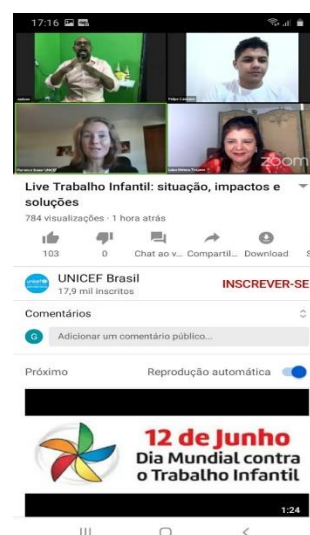 17:16
zoom
Live Trabalho Infantil: situação, impactos e
soluções
784 visualizações · 1 hora atrás
103
0
Chat ao v...
Compartil...
Download
S
unicef
UNICEF Brasil
17,9 mil inscritos
INSCREVER-SE
Comentários
G
Adicionar um comentário público...
Próximo
Reprodução automática
12 de Junho
Dia Mundial contra
o Trabalho Infantil
1:24